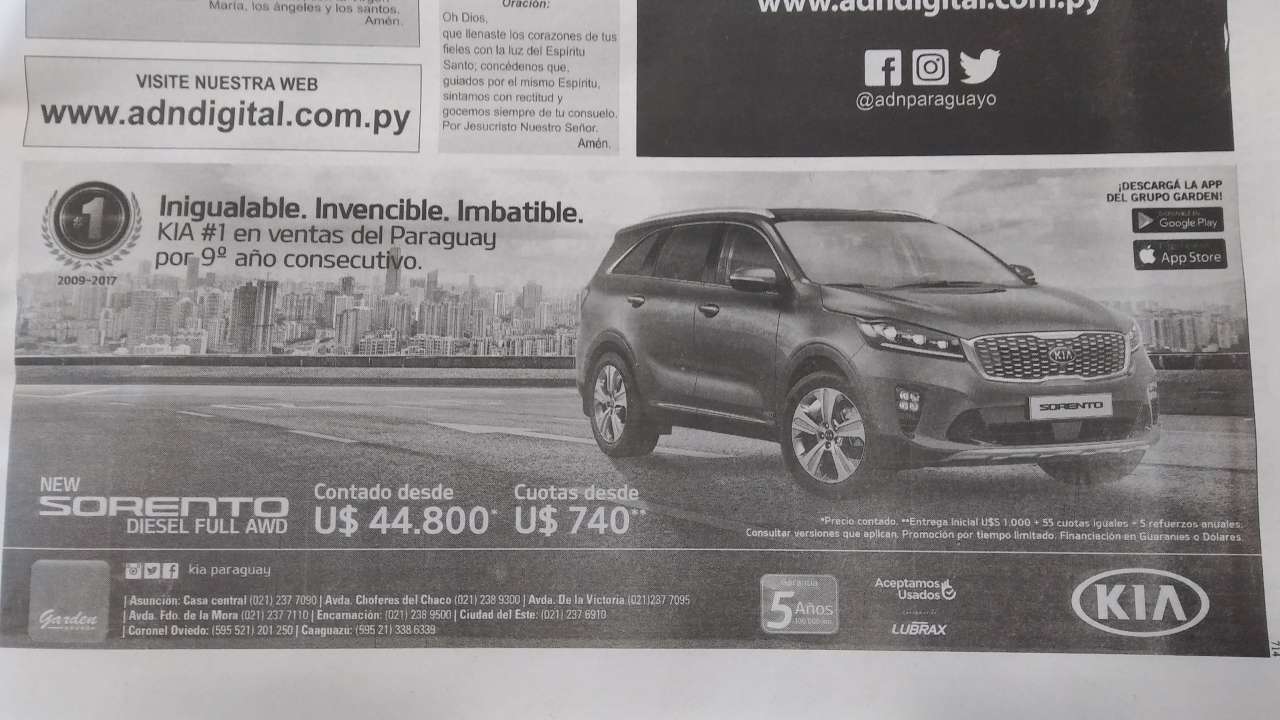 María, los ángeles y los santos.
Amén.
VISITE NUESTRA WEB
www.adndigital.com.py
Oración:
Oh Dios,
que llenaste los corazones de tus
fieles con la luz del Espíritu
Santo; concédenos que,
guiados por el mismo Espíritu,
sintamos con rectitud y
gocemos siempre de tu consuelo.
Por Jesucristo Nuestro Señor.
Amén.
www.adndigital.com.py
@adnparaguayo
#1
2009-2017
Inigualable. Invencible. Imbatible.
KIA #1 en ventas del Paraguay
por 9º año consecutivo.
¡DESCARGÁ LA APP
DEL GRUPO GARDEN!
Google Play
App Store
KIA
SORENTO
NEW
SORENTO
DIESEL FULL AWD
Contado desde
U$ 44.800*
Cuotas desde
U$ 740**
*Precio contado. **Entrega Inicial U$S 1.000 + 55 cuotas iguales + 5 refuerzos anuales.
Consultar versiones que aplican. Promoción por tiempo limitado. Financiación en Guaraníes o Dólares.
Garden
kia paraguay
| Asunción: Casa central (021) 237 7090 | Avda. Choferes del Chaco (021) 238 9300 | Avda. De la Victoria (021)237 7095
| Avda. Fdo. de la Mora (021) 237 7110 | Encarnación: (021) 238 9500 | Ciudad del Este: (021) 237 6910
| Coronel Oviedo: (595 521) 201 250 | Caaguazú: (595 21) 338 6339
Garantía
5 Años
100.000 km
Aceptamos
Usados
LUBRAX
KIA